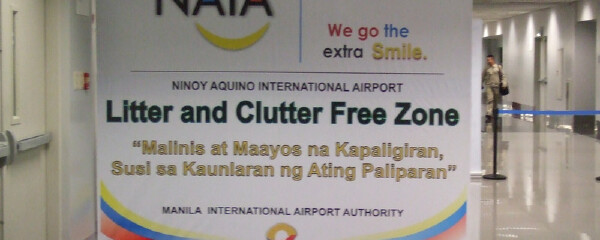 NAIA
We go the
extra Smile.
NINOY AQUINO INTERNATIONAL AIRPORT
Litter and Clutter Free Zone
“Malinis at Maayos na Kapaligiran,
Susi sa Kaunlaran ng Ating Paliparan”
MANILA INTERNATIONAL AIRPORT AUTHORITY